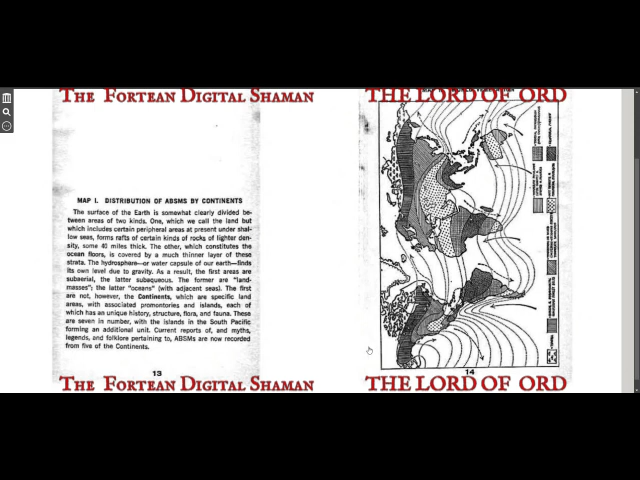 THE FORTEAN DIGITAL SHAMAN
THE LORD OF ORD
MAP I. DISTRIBUTION OF ABSMS BY CONTINENTS
The surface of the Earth is somewhat clearly divided be-
tween areas of two kinds. One, which we call the land but
which includes certain peripheral areas at present under shal-
low seas, forms rafts of certain kinds of rocks of lighter den-
sity, some 40 miles thick. The other, which constitutes the
ocean floors, is covered by a much thinner layer of these
strata. The hydrosphere—or water capsule of our earth—finds
its own level due to gravity. As a result, the first areas are
subaerial, the latter subaqueous. The former are "land-
masses"; the latter "oceans" (with adjacent seas). The first
are not, however, the Continents, which are specific land
areas, with associated promontories and islands, each of
which has an unique history, structure, flora, and fauna. These
are seven in number, with the islands in the South Pacific
forming an additional unit. Current reports of, and myths,
legends, and folklore pertaining to, ABSMs are now recorded
from five of the Continents.
13
14
THE FORTEAN DIGITAL SHAMAN
THE LORD OF ORD